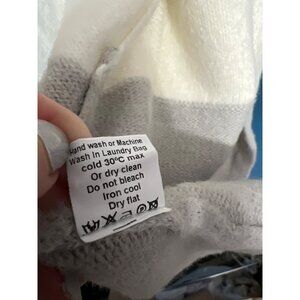 Hand wash or Machine
Wash In Laundry Bag
cold 30°C max
Or dry clean
Do not bleach
Iron cool
Dry flat